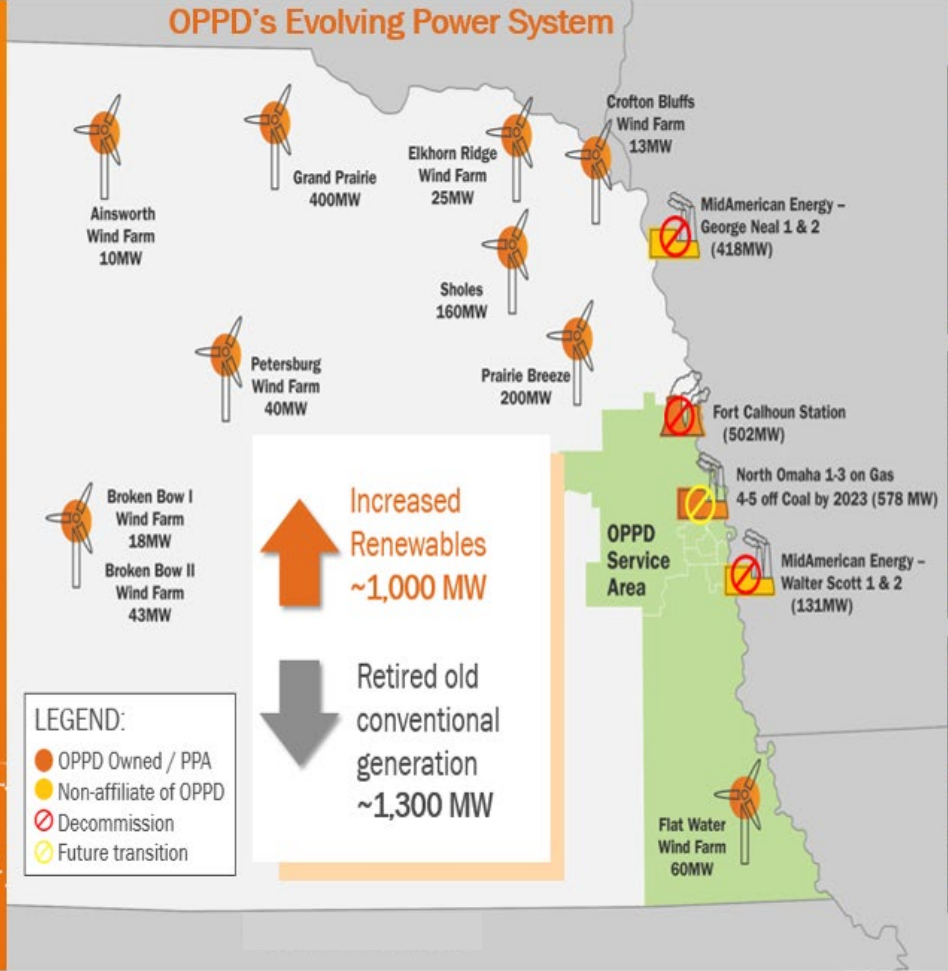 OPPD's Evolving Power System
Ainsworth
Wind Farm
10MW
Grand Prairie
400MW
Elkhorn Ridge
Wind Farm
25MW
Crofton Bluffs
Wind Farm
13MW
MidAmerican Energy –
George Neal 1 & 2
(418MW)
Sholes
160MW
Petersburg
Wind Farm
40MW
Prairie Breeze
200MW
Fort Calhoun Station
(502MW)
North Omaha 1-3 on Gas
4-5 off Coal by 2023 (578 MW)
OPPD
Service
Area
MidAmerican Energy –
Walter Scott 1 & 2
(131MW)
Broken Bow I
Wind Farm
18MW
Broken Bow II
Wind Farm
43MW
Increased
Renewables
~1,000 MW
Retired old
conventional
generation
~1,300 MW
LEGEND:
OPPD Owned / PPA
Non-affiliate of OPPD
Decommission
Future transition
Flat Water
Wind Farm
60MW